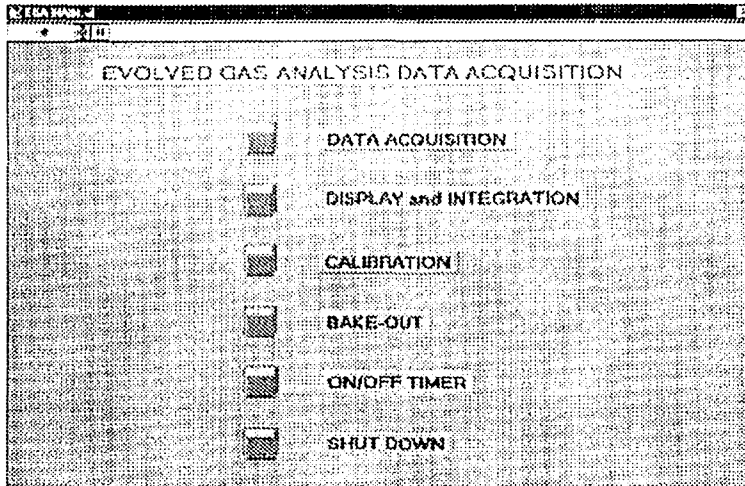 EVOLVED GAS ANALYSIS DATA ACQUISITION
DATA ACQUISITION
DISPLAY and INTEGRATION
CALIBRATION
BAKE-OUT
ON/OFF TIMER
SHUT DOWN